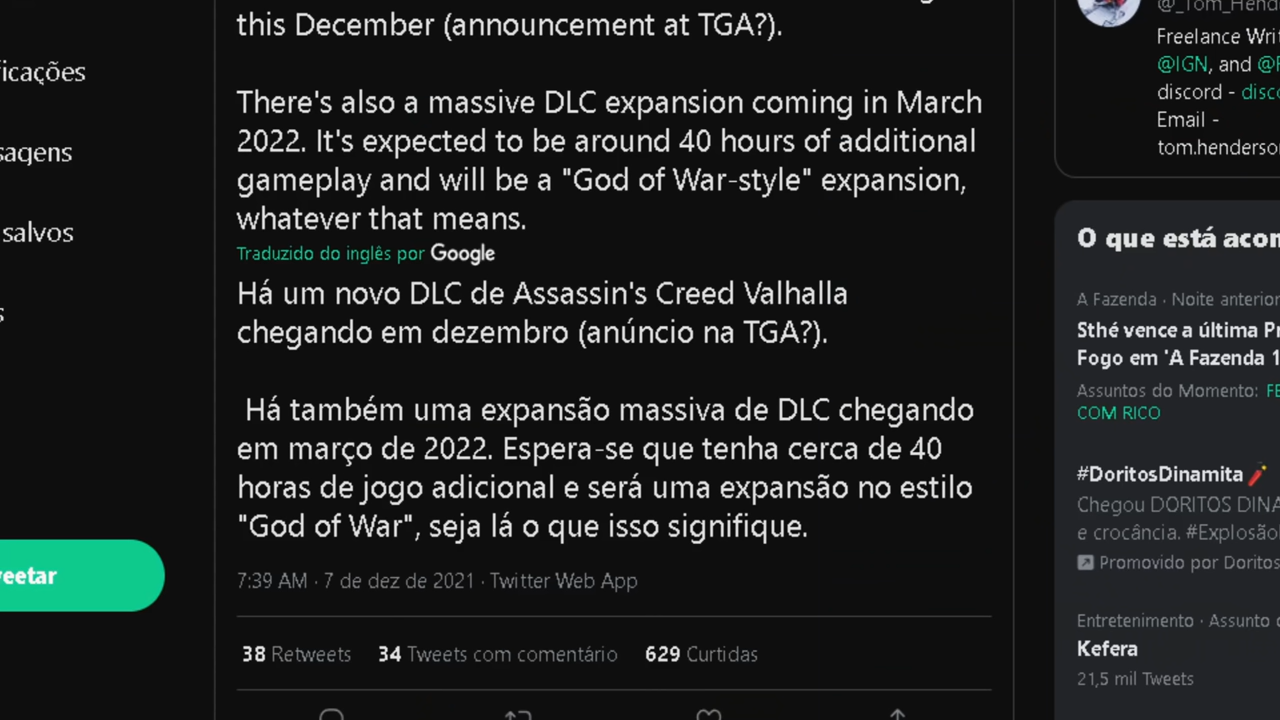 this December (announcement at TGA?).
There's also a massive DLC expansion coming in March
2022. It's expected to be around 40 hours of additional
gameplay and will be a "God of War-style" expansion,
whatever that means.
Traduzido do inglês por Google
Há um novo DLC de Assassin's Creed Valhalla
chegando em dezembro (anúncio na TGA?).
Há também uma expansão massiva de DLC chegando
em março de 2022. Espera-se que tenha cerca de 40
horas de jogo adicional e será uma expansão no estilo
"God of War", seja lá o que isso signifique.
7:39 AM · 7 de dez de 2021 · Twitter Web App
38 Retweets 34 Tweets com comentário 629 Curtidas
ficações
sagens
salvos
s
eetar
@_Tom_Hende
Freelance Writ
@IGN, and @F
discord - disco
Email -
tom.henderson
O que está acon
A Fazenda · Noite anterior
Sthé vence a última Pr
Fogo em 'A Fazenda 1
Assuntos do Momento: FE
COM RICO
#DoritosDinamita
Chegou DORITOS DINA
e crocância. #Explosão
Promovido por Doritos
Entretenimento · Assunto d
Kefera
21,5 mil Tweets